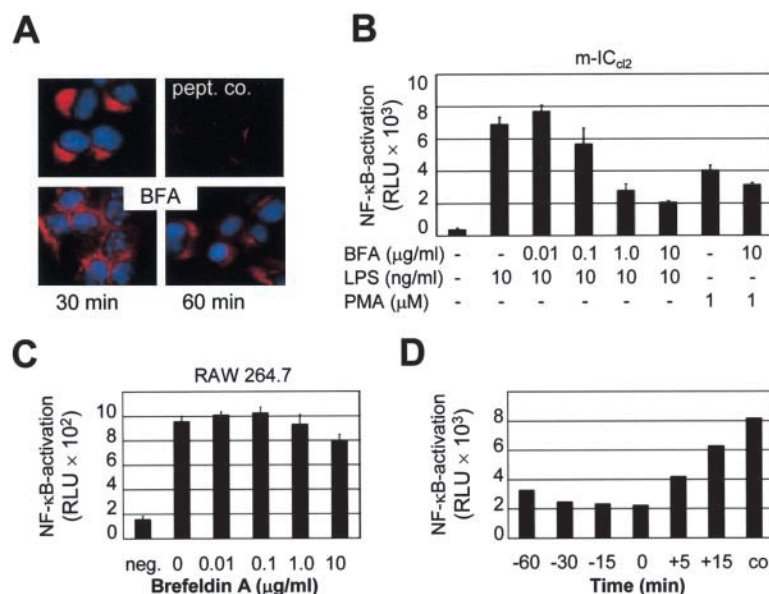 A
pept. co.
BFA
30 min 60 min
B
m-ICcl2
NF-κB-activation
(RLU × 10³)
8
6
4
2
0
BFA (μg/ml) - - 0.01 0.1 1.0 10 - 10
LPS (ng/ml) - 10 10 10 10 10 - -
PMA (μM) - - - - - - 1 1
C
RAW 264.7
NF-κB-activation
(RLU × 10²)
10
8
6
4
2
0
neg. 0 0.01 0.1 1.0 10
Brefeldin A (μg/ml)
D
NF-κB-activation
(RLU × 10³)
8
6
4
2
0
-60 -30 -15 0 +5 +15 co.
Time (min)